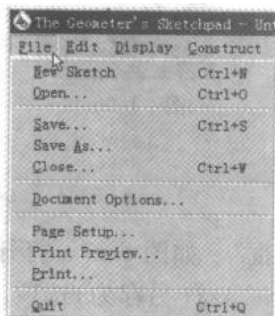 The Geometer's Sketchpad - Un
File Edit Display Construct
New Sketch Ctrl+N
Open... Ctrl+O
Save... Ctrl+S
Save As...
Close... Ctrl+W
Document Options...
Page Setup...
Print Preview...
Print...
Quit Ctrl+Q